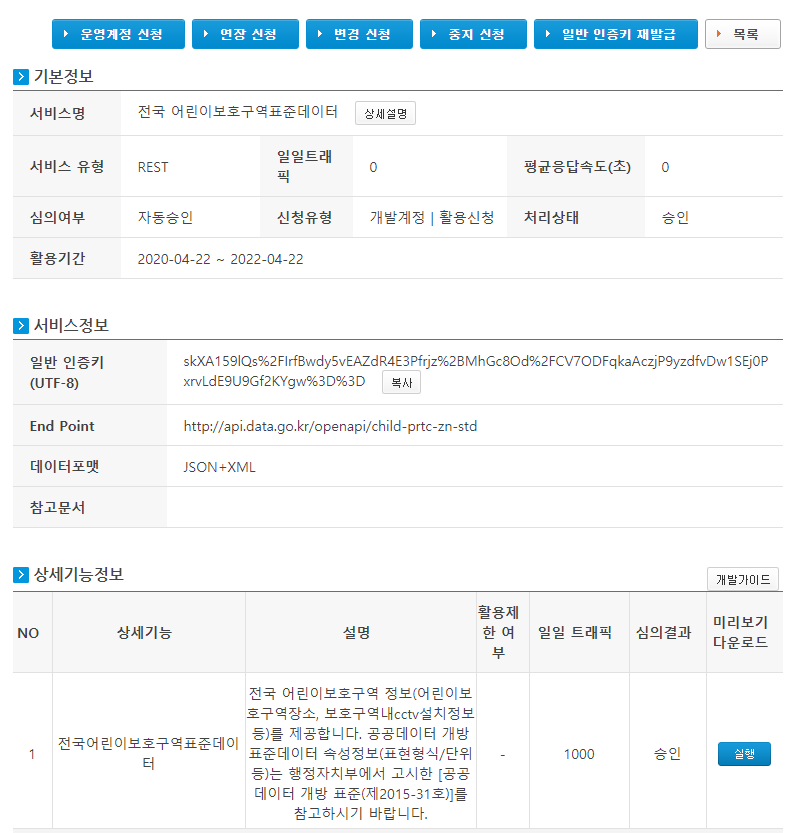 운영계정 신청 연장 신청 변경 신청 중지 신청 일반 인증키 재발급 목록
기본정보
서비스명 전국 어린이보호구역표준데이터 상세설명
서비스 유형 REST 일일트래픽 0 평균응답속도(초) 0
심의여부 자동승인 신청유형 개발계정 | 활용신청 처리상태 승인
활용기간 2020-04-22 ~ 2022-04-22
서비스정보
일반 인증키
(UTF-8)
skXA159lQs%2FIrfBwdy5vEAZdR4E3Pfrjz%2BMhGc8Od%2FCV7ODFqkaAczjP9yzdfvDw1SEj0P
xrvLdE9U9Gf2KYgw%3D%3D 복사
End Point http://api.data.go.kr/openapi/child-prtc-zn-std
데이터포맷 JSON+XML
참고문서
상세기능정보 개발가이드
NO 상세기능 설명 활용제한 여부 일일 트래픽 심의결과 미리보기 다운로드
1
전국어린이보호구역표준데이
터
전국 어린이보호구역 정보(어린이보
호구역장소, 보호구역내cctv설치정보
등)를 제공합니다. 공공데이터 개방
표준데이터 속성정보(표현형식/단위
등)는 행정자치부에서 고시한 [공공
데이터 개방 표준(제2015-31호)]를
참고하시기 바랍니다.
- 1000 승인 실행